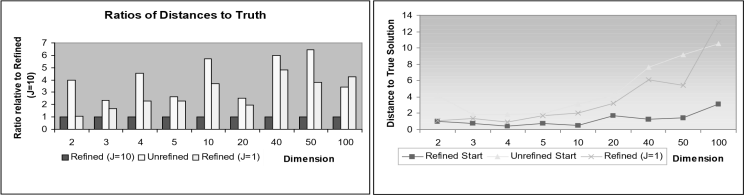 Ratios of Distances to Truth
Ratio relative to Refined
(J=10)
7
6
5
4
3
2
1
0
2 3 4 5 10 20 40 50 100
Refined (J=10) Unrefined Refined (J=1) Dimension
Distance to True Solution
14
12
10
8
6
4
2
0
2 3 4 5 10 20 40 50 100
Refined Start Unrefined Start Refined (J=1) Dimension